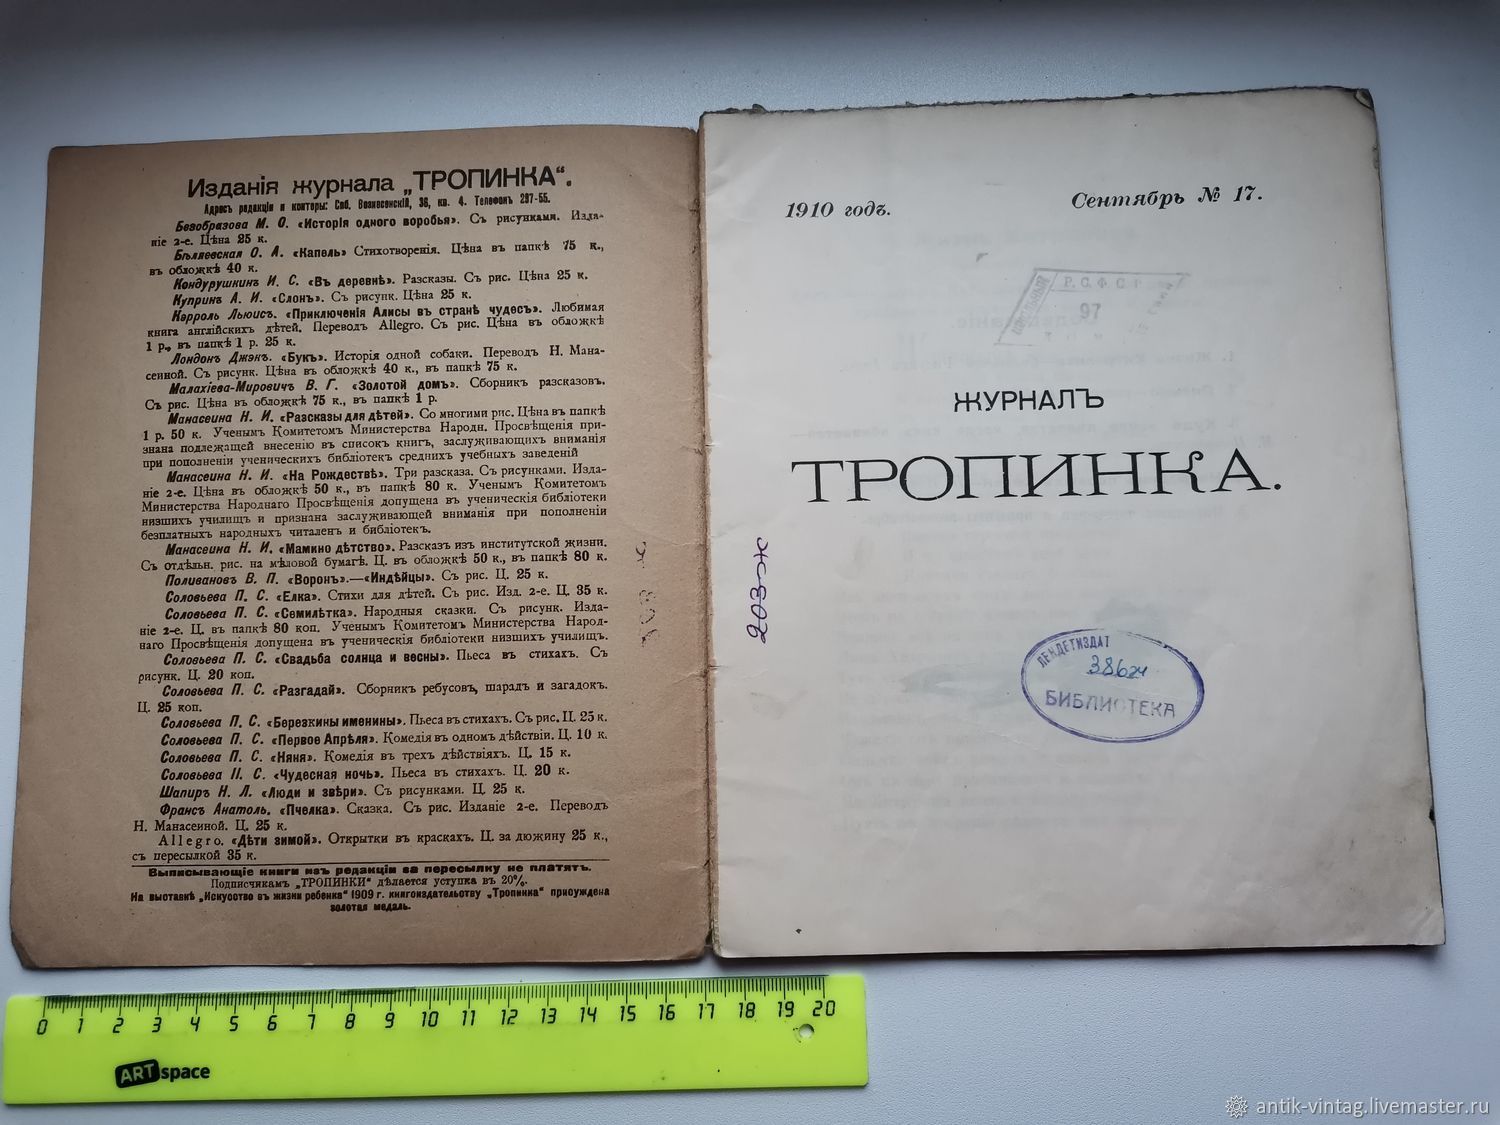 Изданія журнала „ТРОПИНКА“.
Адресъ редакціи и конторы: Спб. Вознесенскій, 36, кв. 4. Телефонъ 297-55.
Безобразова М. О. «Исторія одного воробья». Съ рисунками. Изда-
ніе 2-е. Цѣна 25 к.
Бѣляевская О. А. «Капель» Стихотворенія. Цѣна въ папкѣ 75 к.,
въ обложкѣ 40 к.
Кондурушкинъ И. С. «Въ деревнѣ». Разсказы. Съ рис. Цѣна 25 к.
Купринъ А. И. «Слонъ». Съ рисунк. Цѣна 25 к.
Кэрроль Льюисъ. «Приключенія Алисы въ странѣ чудесъ». Любимая
книга англійскихъ дѣтей. Переводъ Allegro. Съ рис. Цѣна въ обложкѣ
1 р., въ папкѣ 1 р. 25 к.
Лондонъ Джэкъ. «Букъ». Исторія одной собаки. Переводъ Н. Мана-
сеиной. Съ рисунк. Цѣна въ обложкѣ 40 к., въ папкѣ 75 к.
Малахіева-Мировичъ В. Г. «Золотой домъ». Сборникъ разсказовъ.
Съ рис. Цѣна въ обложкѣ 75 к., въ папкѣ 1 р.
Манасеина Н. И. «Разсказы для дѣтей». Со многими рис. Цѣна въ папкѣ
1 р. 50 к. Ученымъ Комитетомъ Министерства Народн. Просвѣщенія при-
знана подлежащей внесенію въ списокъ книгъ, заслуживающихъ вниманія
при пополненіи ученическихъ библіотекъ среднихъ учебныхъ заведеній
Манасеина Н. И. «На Рождествѣ». Три разсказа. Съ рисунками. Изда-
ніе 2-е. Цѣна въ обложкѣ 50 к., въ папкѣ 80 к. Ученымъ Комитетомъ
Министерства Народнаго Просвѣщенія допущена въ ученическія библіотеки
низшихъ училищъ и признана заслуживающей вниманія при пополненіи
безплатныхъ народныхъ читаленъ и библіотекъ.
Манасеина Н. И. «Мамино дѣтство». Разсказъ изъ институтской жизни.
Съ отдѣльн. рис. на мѣловой бумагѣ. Ц. въ обложкѣ 50 к., въ папкѣ 80 к.
Поливановъ В. П. «Воронъ».—«Индѣйцы». Съ рис. Ц. 25 к.
Соловьева П. С. «Елка». Стихи для дѣтей. Съ рис. Изд. 2-е. Ц. 35 к.
Соловьева П. С. «Семилѣтка». Народныя сказки. Съ рисунк. Изда-
ніе 2-е. Ц. въ папкѣ 80 коп. Ученымъ Комитетомъ Министерства Народ-
наго Просвѣщенія допущена въ ученическія библіотеки низшихъ училищъ.
Соловьева П. С. «Свадьба солнца и весны». Пьеса въ стихахъ. Съ
рисунк. Ц. 20 коп.
Соловьева П. С. «Разгадай». Сборникъ ребусовъ, шарадъ и загадокъ.
Ц. 25 коп.
Соловьева П. С. «Березкины именины». Пьеса въ стихахъ. Съ рис. Ц. 25 к.
Соловьева П. С. «Первое Апрѣля». Комедія въ одномъ дѣйствіи. Ц. 10 к.
Соловьева П. С. «Няня». Комедія въ трехъ дѣйствіяхъ. Ц. 15 к.
Соловьева П. С. «Чудесная ночь». Пьеса въ стихахъ. Ц. 20 к.
Шапиръ Н. Л. «Люди и звѣри». Съ рисунками. Ц. 25 к.
Франсъ Анатоль. «Пчелка». Сказка. Съ рис. Изданіе 2-е. Переводъ
Н. Манасеиной. Ц. 25 к.
Allegro. «Дѣти зимой». Открытки въ краскахъ. Ц. за дюжину 25 к.,
съ пересылкой 35 к.
Выписывающіе книги изъ редакціи за пересылку не платятъ.
Подписчикамъ „ТРОПИНКИ“ дѣлается уступка въ 20%.
На выставкѣ „Искусство въ жизни ребенка“ 1909 г. книгоиздательству „Тропинка“ присуждена
золотая медаль.
1910 годъ.
Сентябрь № 17.
Р.С.Ф.С.Р
97
ЖУРНАЛЪ
ТРОПИНКА.
203-ж
ЛЕНДЕТИЗДАТ
38624
БИБЛИОТЕКА
0 1 2 3 4 5 6 7 8 9 10 11 12 13 14 15 16 17 18 19 20
ART space
antik-vintag.livemaster.ru